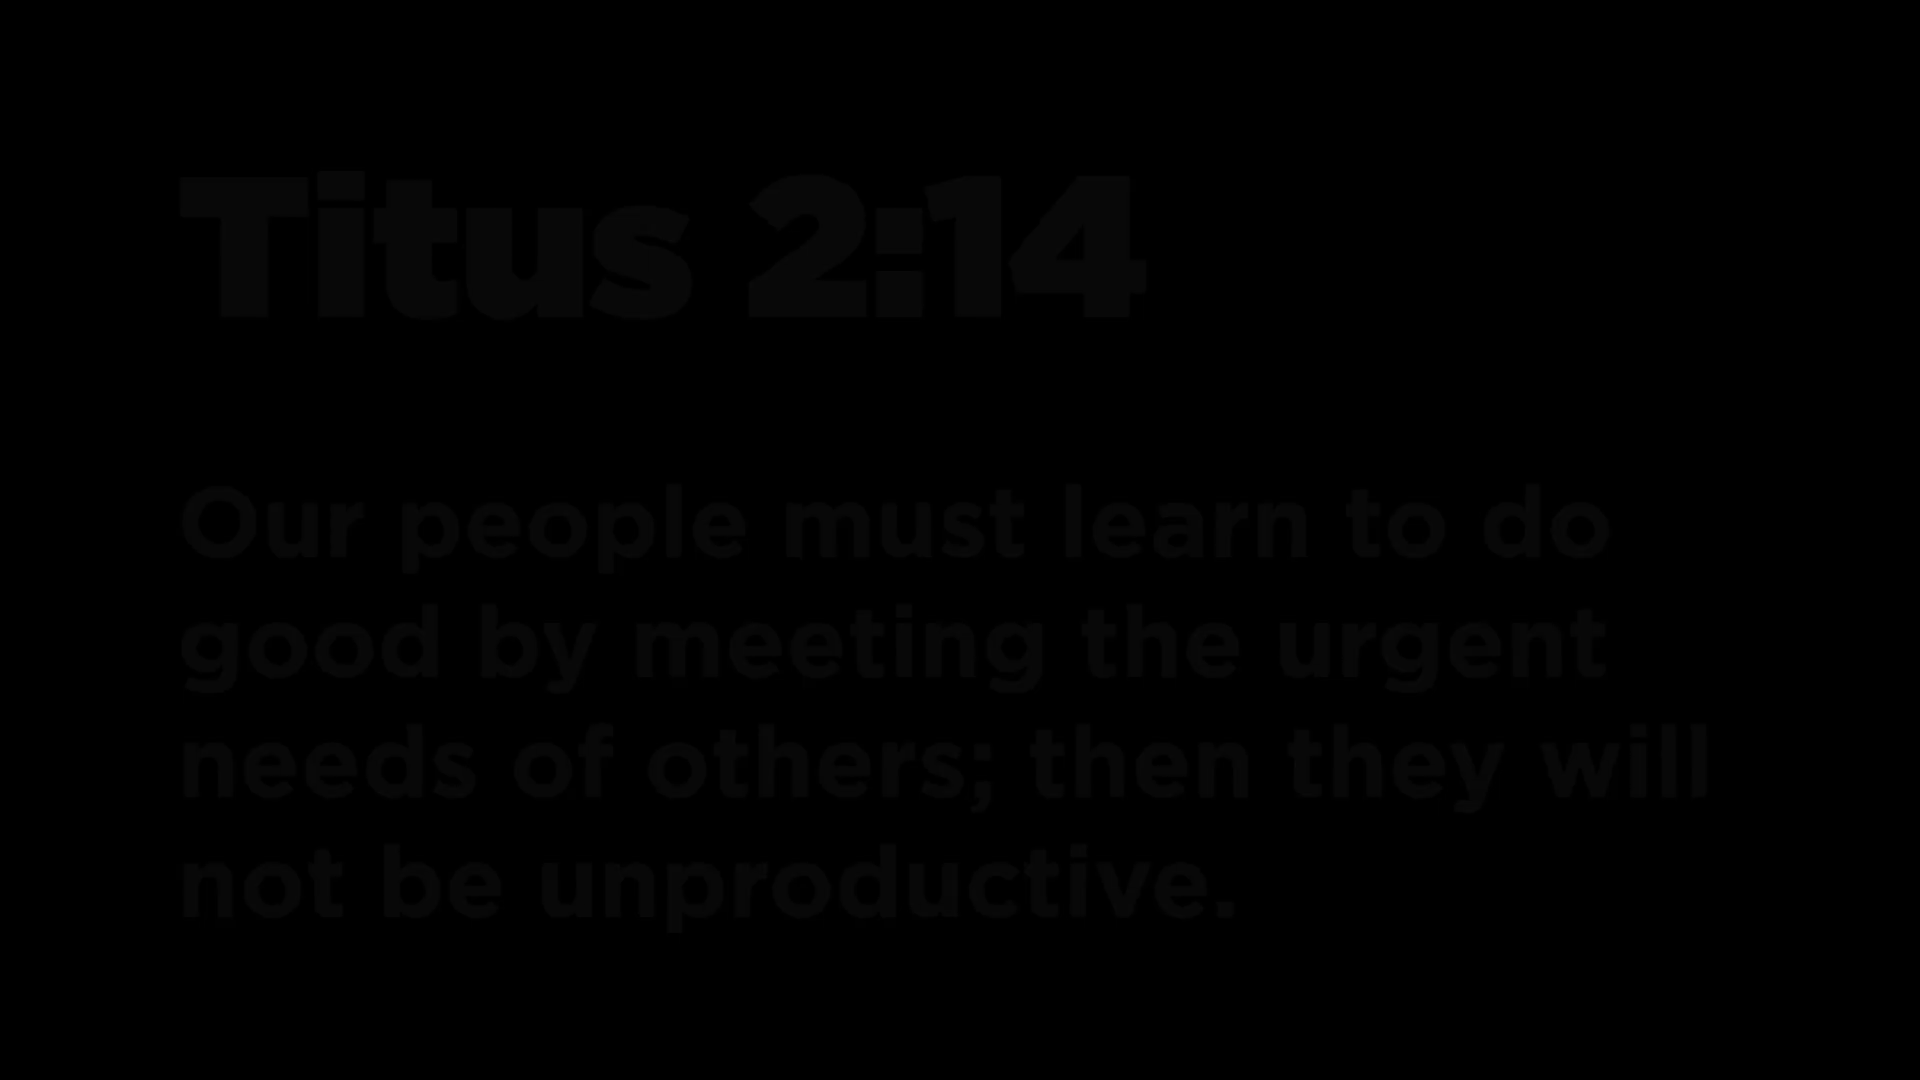 Titus 2:14
Our people must learn to do
good by meeting the urgent
needs of others; then they will
not be unproductive.